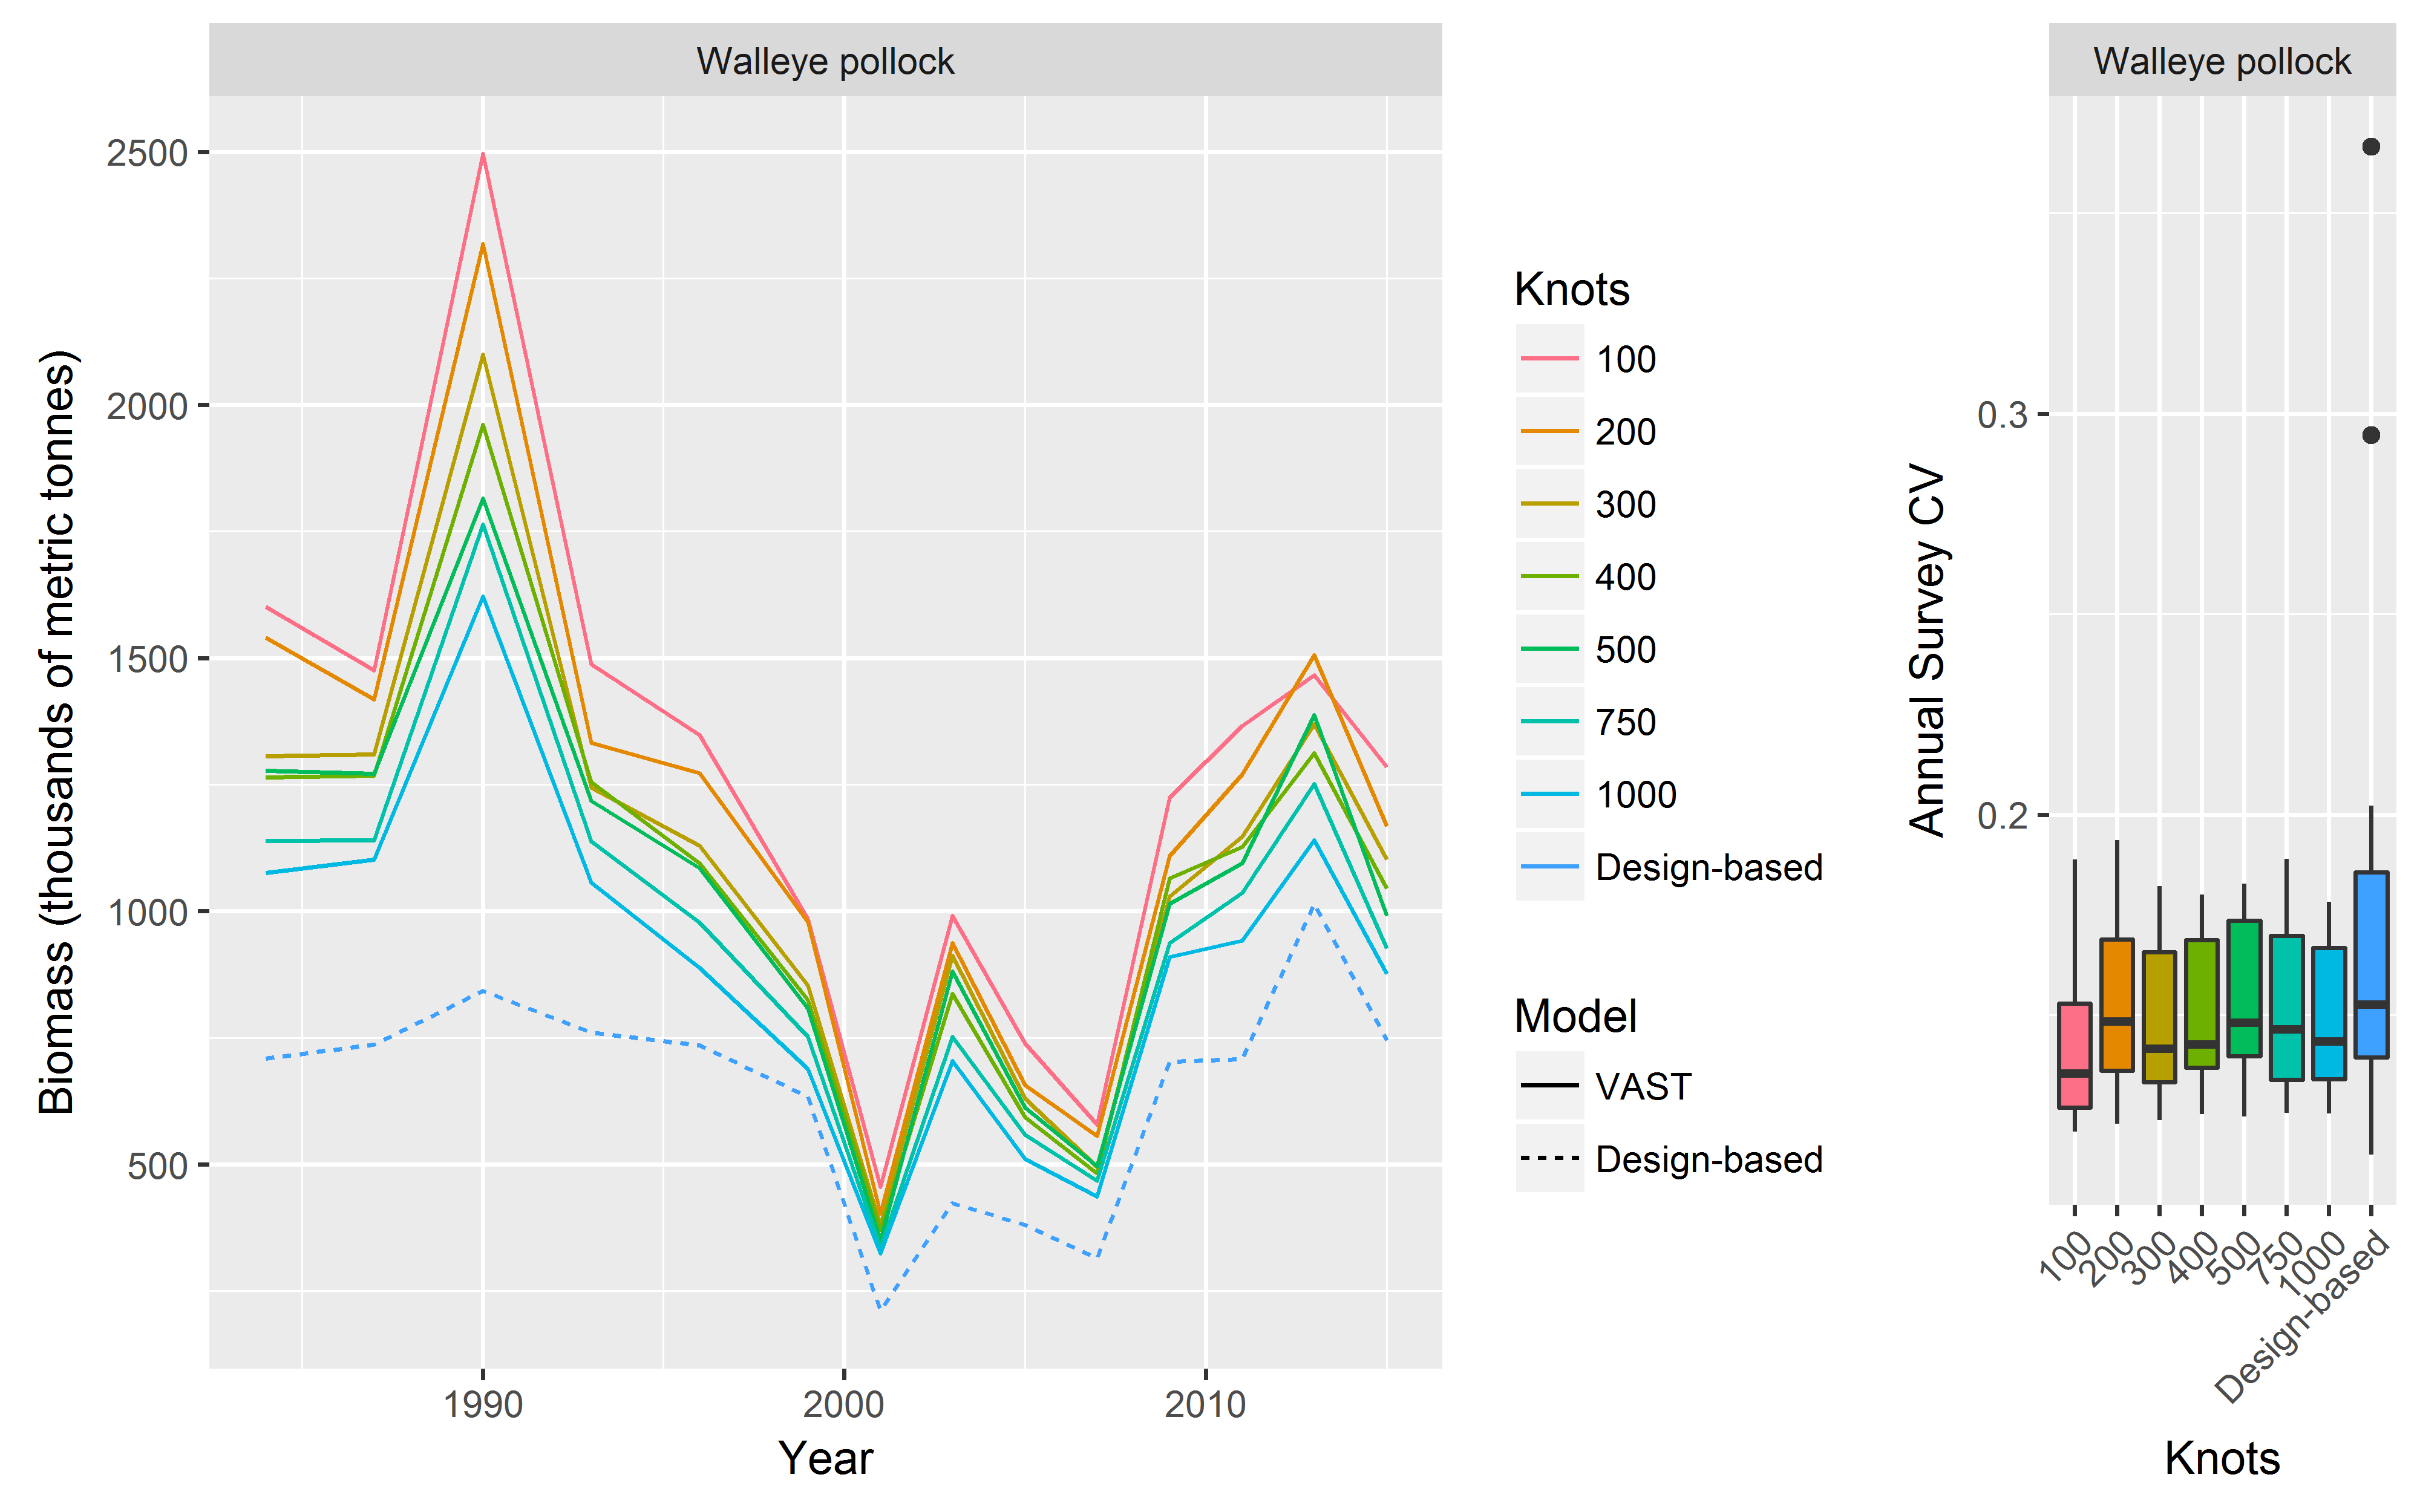 Walleye pollock
Biomass (thousands of metric tonnes)
2500
2000
1500
1000
500
1990
2000
2010
Year
Knots
100
200
300
400
500
750
1000
Design-based
Model
VAST
Design-based
Walleye pollock
Annual Survey CV
0.3
0.2
100
200
300
400
500
750
1000
Design-based
Knots